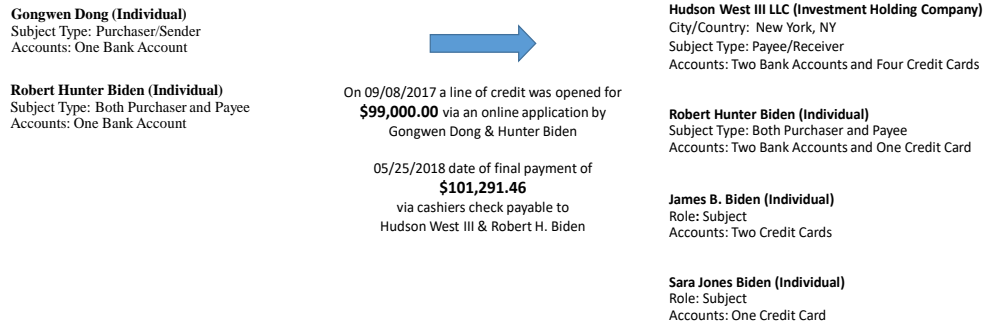 Gongwen Dong (Individual)
Subject Type: Purchaser/Sender
Accounts: One Bank Account
Robert Hunter Biden (Individual)
Subject Type: Both Purchaser and Payee
Accounts: One Bank Account
On 09/08/2017 a line of credit was opened for
$99,000.00 via an online application by
Gongwen Dong & Hunter Biden
05/25/2018 date of final payment of
$101,291.46
via cashiers check payable to
Hudson West III & Robert H. Biden
Hudson West III LLC (Investment Holding Company)
City/Country: New York, NY
Subject Type: Payee/Receiver
Accounts: Two Bank Accounts and Four Credit Cards
Robert Hunter Biden (Individual)
Subject Type: Both Purchaser and Payee
Accounts: Two Bank Accounts and One Credit Card
James B. Biden (Individual)
Role: Subject
Accounts: Two Credit Cards
Sara Jones Biden (Individual)
Role: Subject
Accounts: One Credit Card